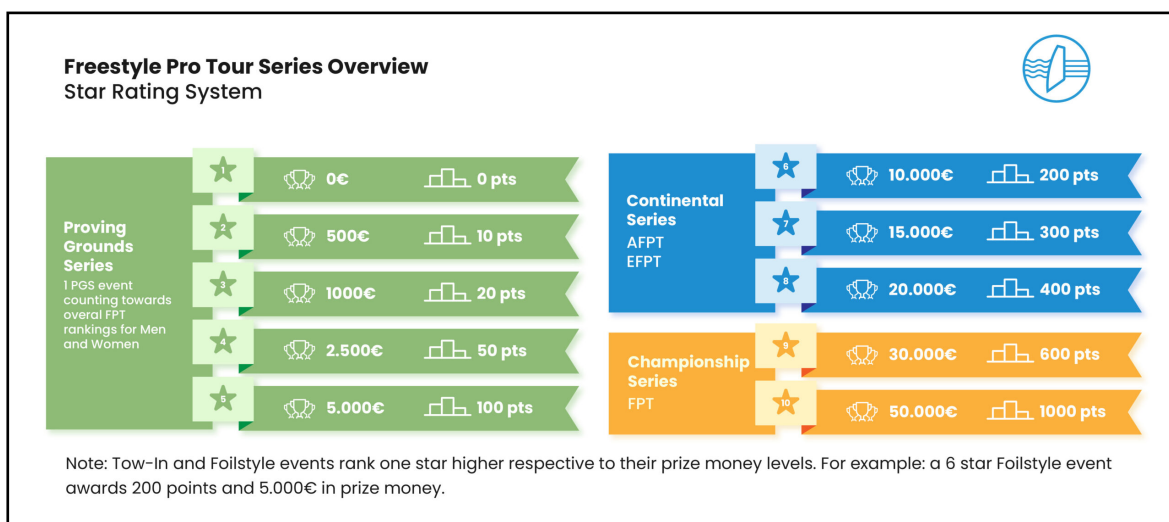 Freestyle Pro Tour Series Overview
Star Rating System
Proving
Grounds
Series
1 PGS event
counting towards
overal FPT
rankings for Men
and Women
1
0€
0 pts
2
500€
10 pts
3
1000€
20 pts
4
2.500€
50 pts
5
5.000€
100 pts
Continental
Series
AFPT
EFPT
6
10.000€
200 pts
7
15.000€
300 pts
8
20.000€
400 pts
Championship
Series
FPT
9
30.000€
600 pts
10
50.000€
1000 pts
Note: Tow-In and Foilstyle events rank one star higher respective to their prize money levels. For example: a 6 star Foilstyle event
awards 200 points and 5.000€ in prize money.